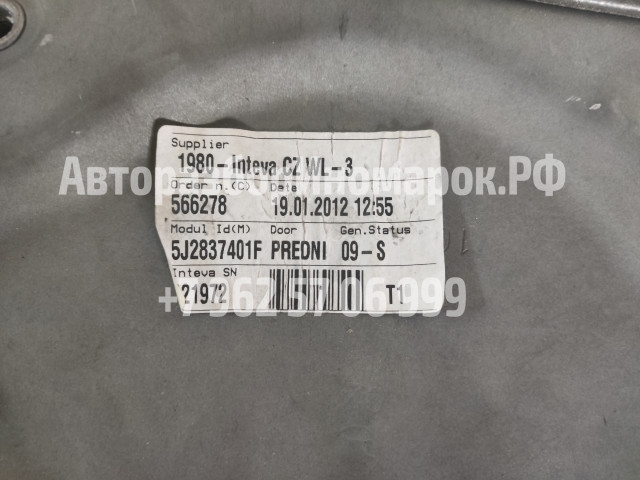 Supplier
1980-Inteva CZ WL-3
Order n.(C) Date
566278 19.01.2012 12:55
Modul Id(M) Door Gen.Status
5J2837401F PREDNI 09-S
Inteva SN
21972 T1